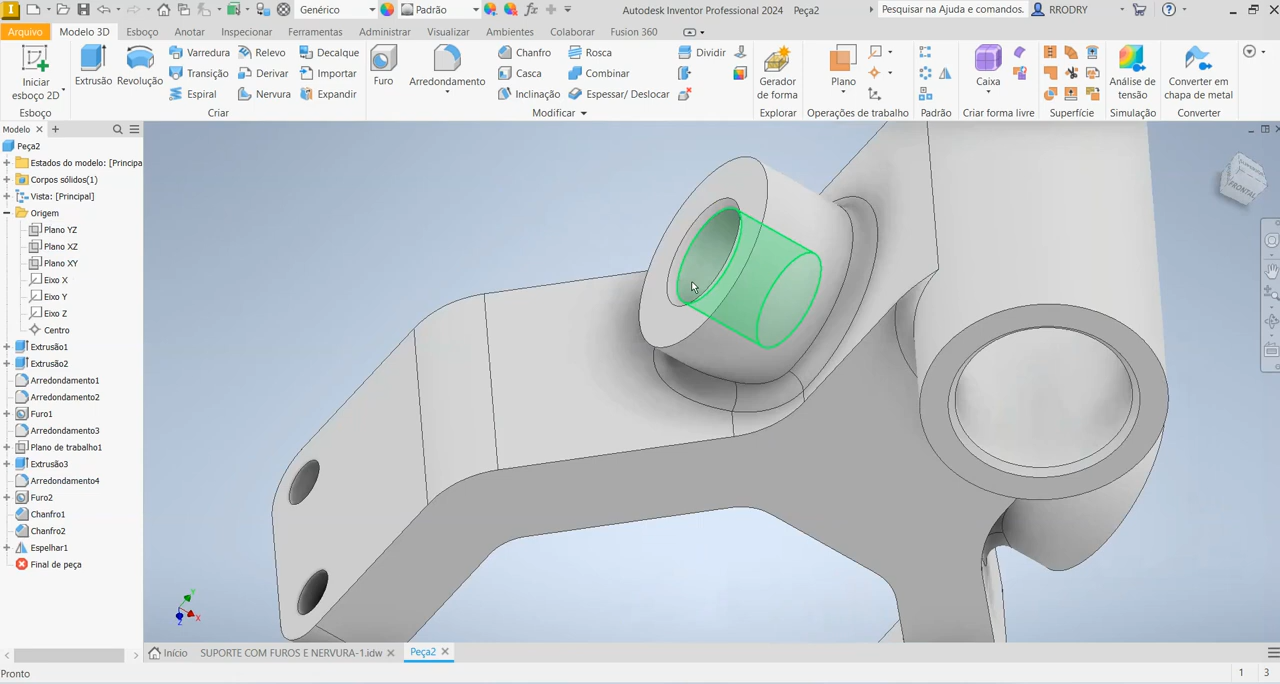 Genérico
Padrão
Autodesk Inventor Professional 2024 Peça2
Pesquisar na Ajuda e comandos.
RRODRY
Arquivo Modelo 3D Esboço Anotar Inspecionar Ferramentas Administrar Visualizar Ambientes Colaborar Fusion 360
Iniciar esboço 2D
Extrusão
Revolução
Varredura
Transição
Espiral
Relevo
Derivar
Nervura
Decalque
Importar
Expandir
Furo
Arredondamento
Chanfro
Casca
Inclinação
Rosca
Combinar
Espessar/ Deslocar
Dividir
Gerador de forma
Plano
Caixa
Análise de tensão
Converter em chapa de metal
Esboço
Criar
Modificar
Explorar
Operações de trabalho
Padrão
Criar forma livre
Superfície
Simulação
Converter
Modelo
Peça2
Estados do modelo: [Principa
Corpos sólidos(1)
Vista: [Principal]
Origem
Plano YZ
Plano XZ
Plano XY
Eixo X
Eixo Y
Eixo Z
Centro
Extrusão1
Extrusão2
Arredondamento1
Arredondamento2
Furo1
Arredondamento3
Plano de trabalho1
Extrusão3
Arredondamento4
Furo2
Chanfro1
Chanfro2
Espelhar1
Final de peça
FRONTAL
Y
X
Z
Início
SUPORTE COM FUROS E NERVURA-1.idw
Peça2
Pronto
1
3